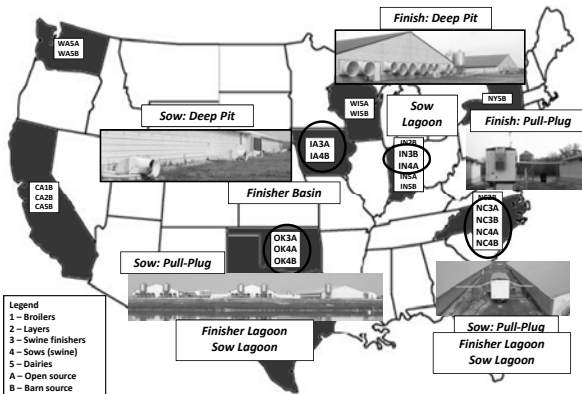 Finish: Deep Pit
WA5A
WA5B
NY5B
WI5A
WI5B
Sow
Lagoon
Sow: Deep Pit
Finish: Pull-Plug
IN2B
IN3B
IN4A
IN5A
IN5B
IA3A
IA4B
CA1B
CA2B
CA5B
Finisher Basin
NC2B
NC3A
NC3B
NC4A
NC4B
OK3A
OK4A
OK4B
Sow: Pull-Plug
Legend
1 – Broilers
2 – Layers
3 – Swine finishers
4 – Sows (swine)
5 – Dairies
A – Open source
B – Barn source
Finisher Lagoon
Sow Lagoon
Sow: Pull-Plug
Finisher Lagoon
Sow Lagoon